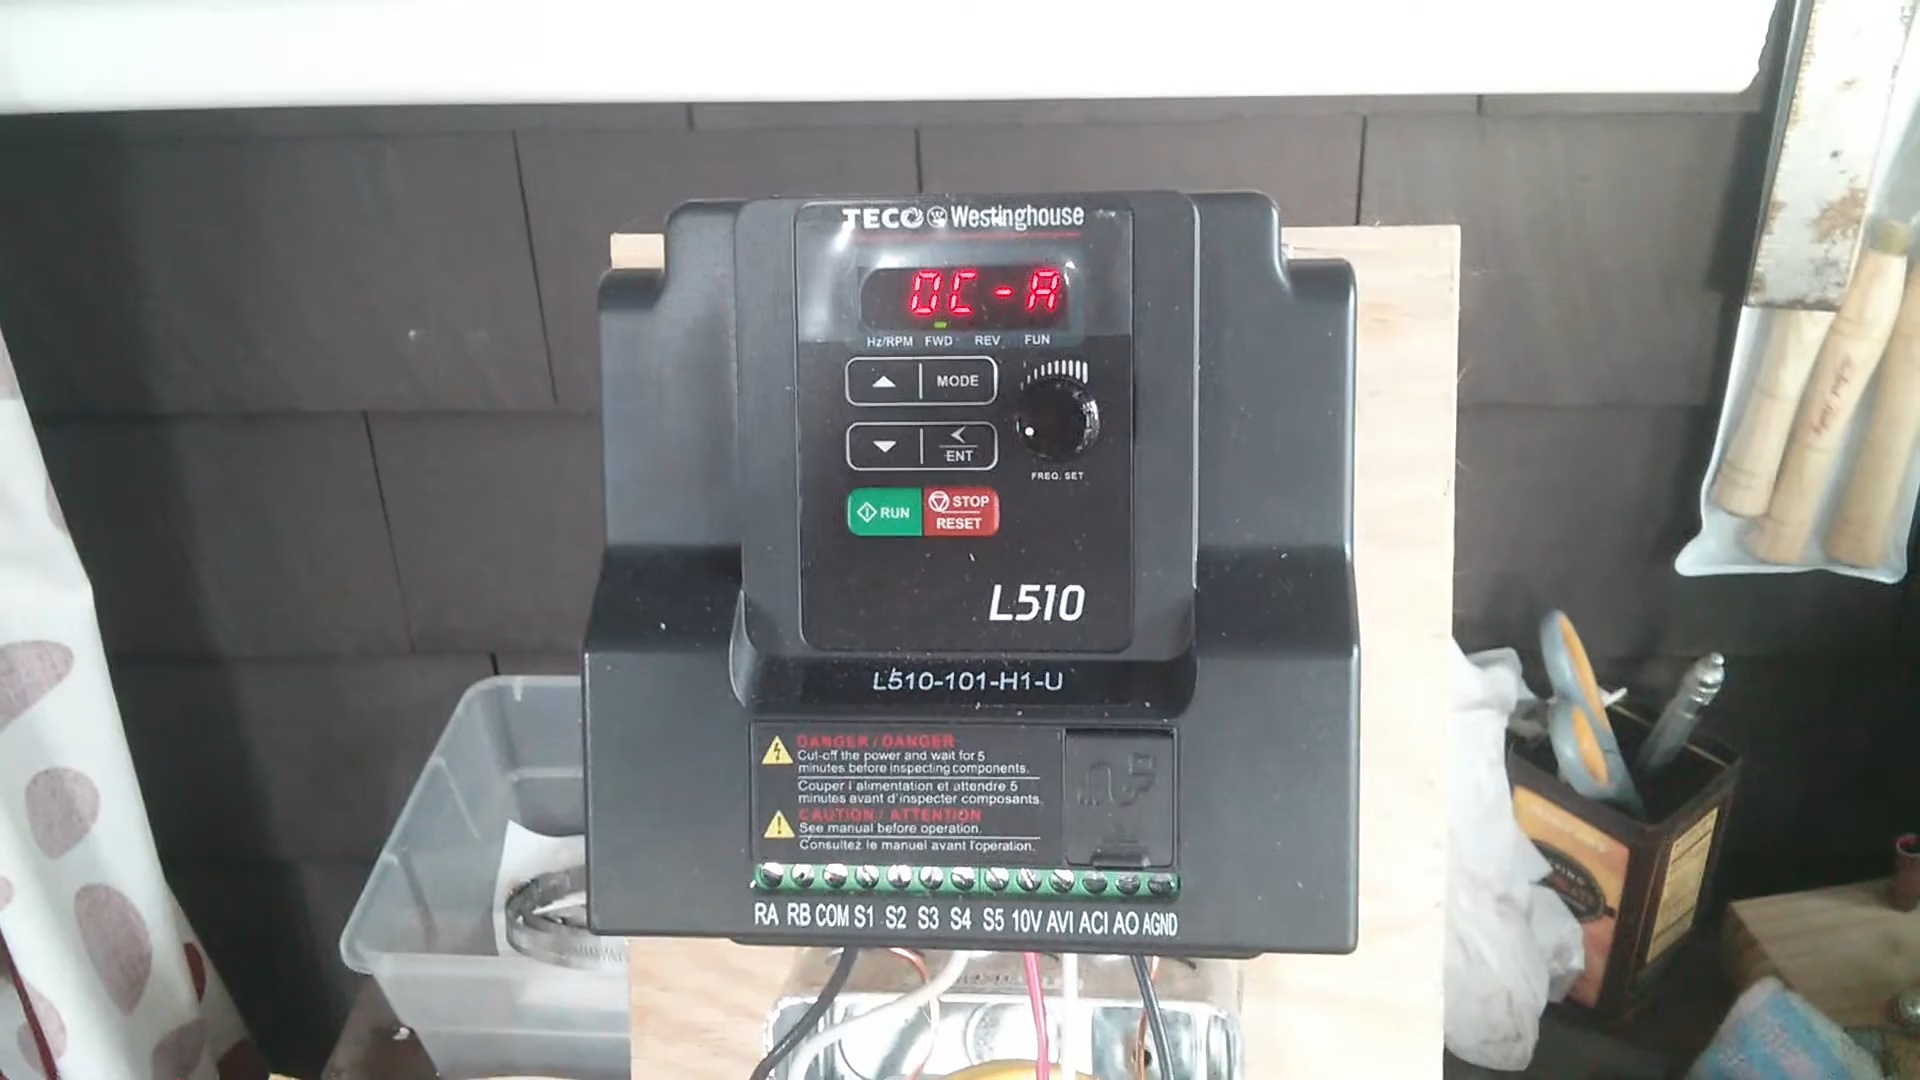 TECO Westinghouse
OC-A
Hz/RPM FWD REV FUN
MODE
ENT
FREQ. SET
RUN
STOP
RESET
L510
L510-101-H1-U
DANGER / DANGER
Cut-off the power and wait for 5
minutes before inspecting components.
Couper l'alimentation et attendre 5
minutes avant d'inspecter composants.
CAUTION / ATTENTION
See manual before operation.
Consultez le manuel avant l'operation.
RA RB COM S1 S2 S3 S4 S5 10V AVI ACI AO AGND